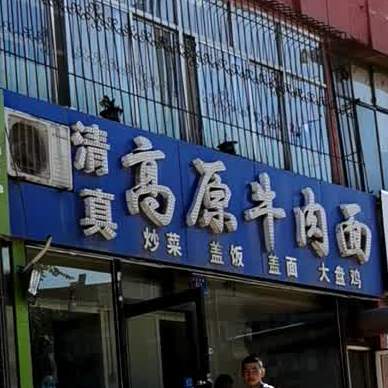 清真
高原牛肉面
炒菜 盖饭 盖面 大盘鸡